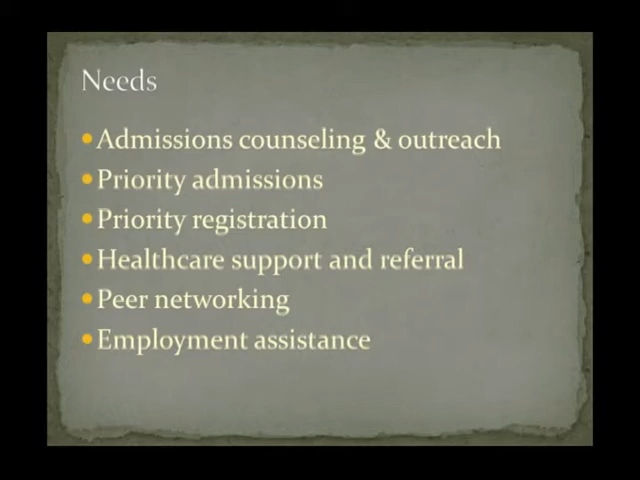 Needs
•Admissions counseling & outreach
•Priority admissions
•Priority registration
•Healthcare support and referral
•Peer networking
•Employment assistance